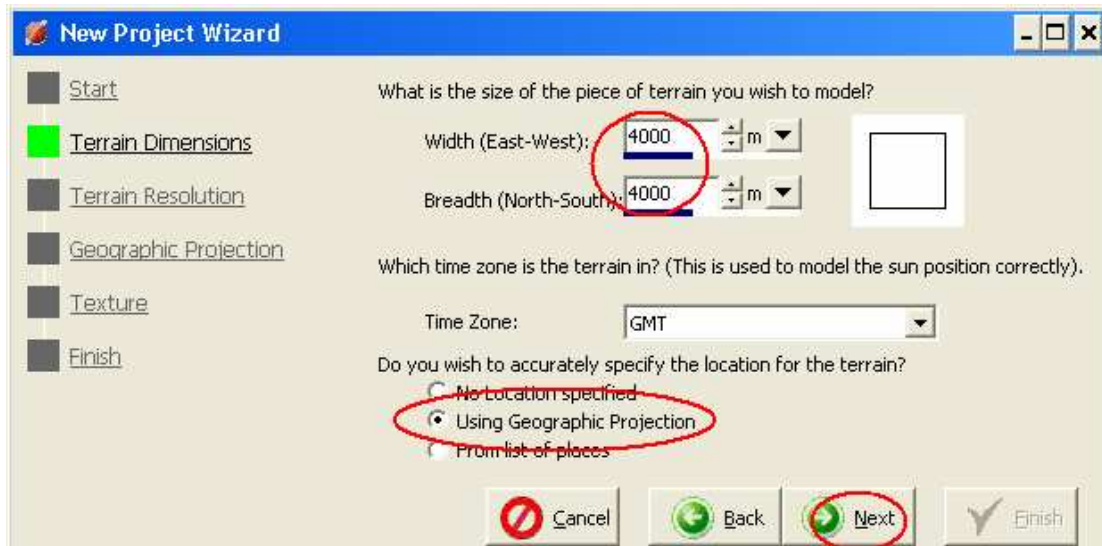 New Project Wizard
Start
Terrain Dimensions
Terrain Resolution
Geographic Projection
Texture
Finish
What is the size of the piece of terrain you wish to model?
Width (East-West): 4000 m
Breadth (North-South): 4000 m
Which time zone is the terrain in? (This is used to model the sun position correctly).
Time Zone: GMT
Do you wish to accurately specify the location for the terrain?
No Location specified
Using Geographic Projection
From list of places
Cancel Back Next Finish